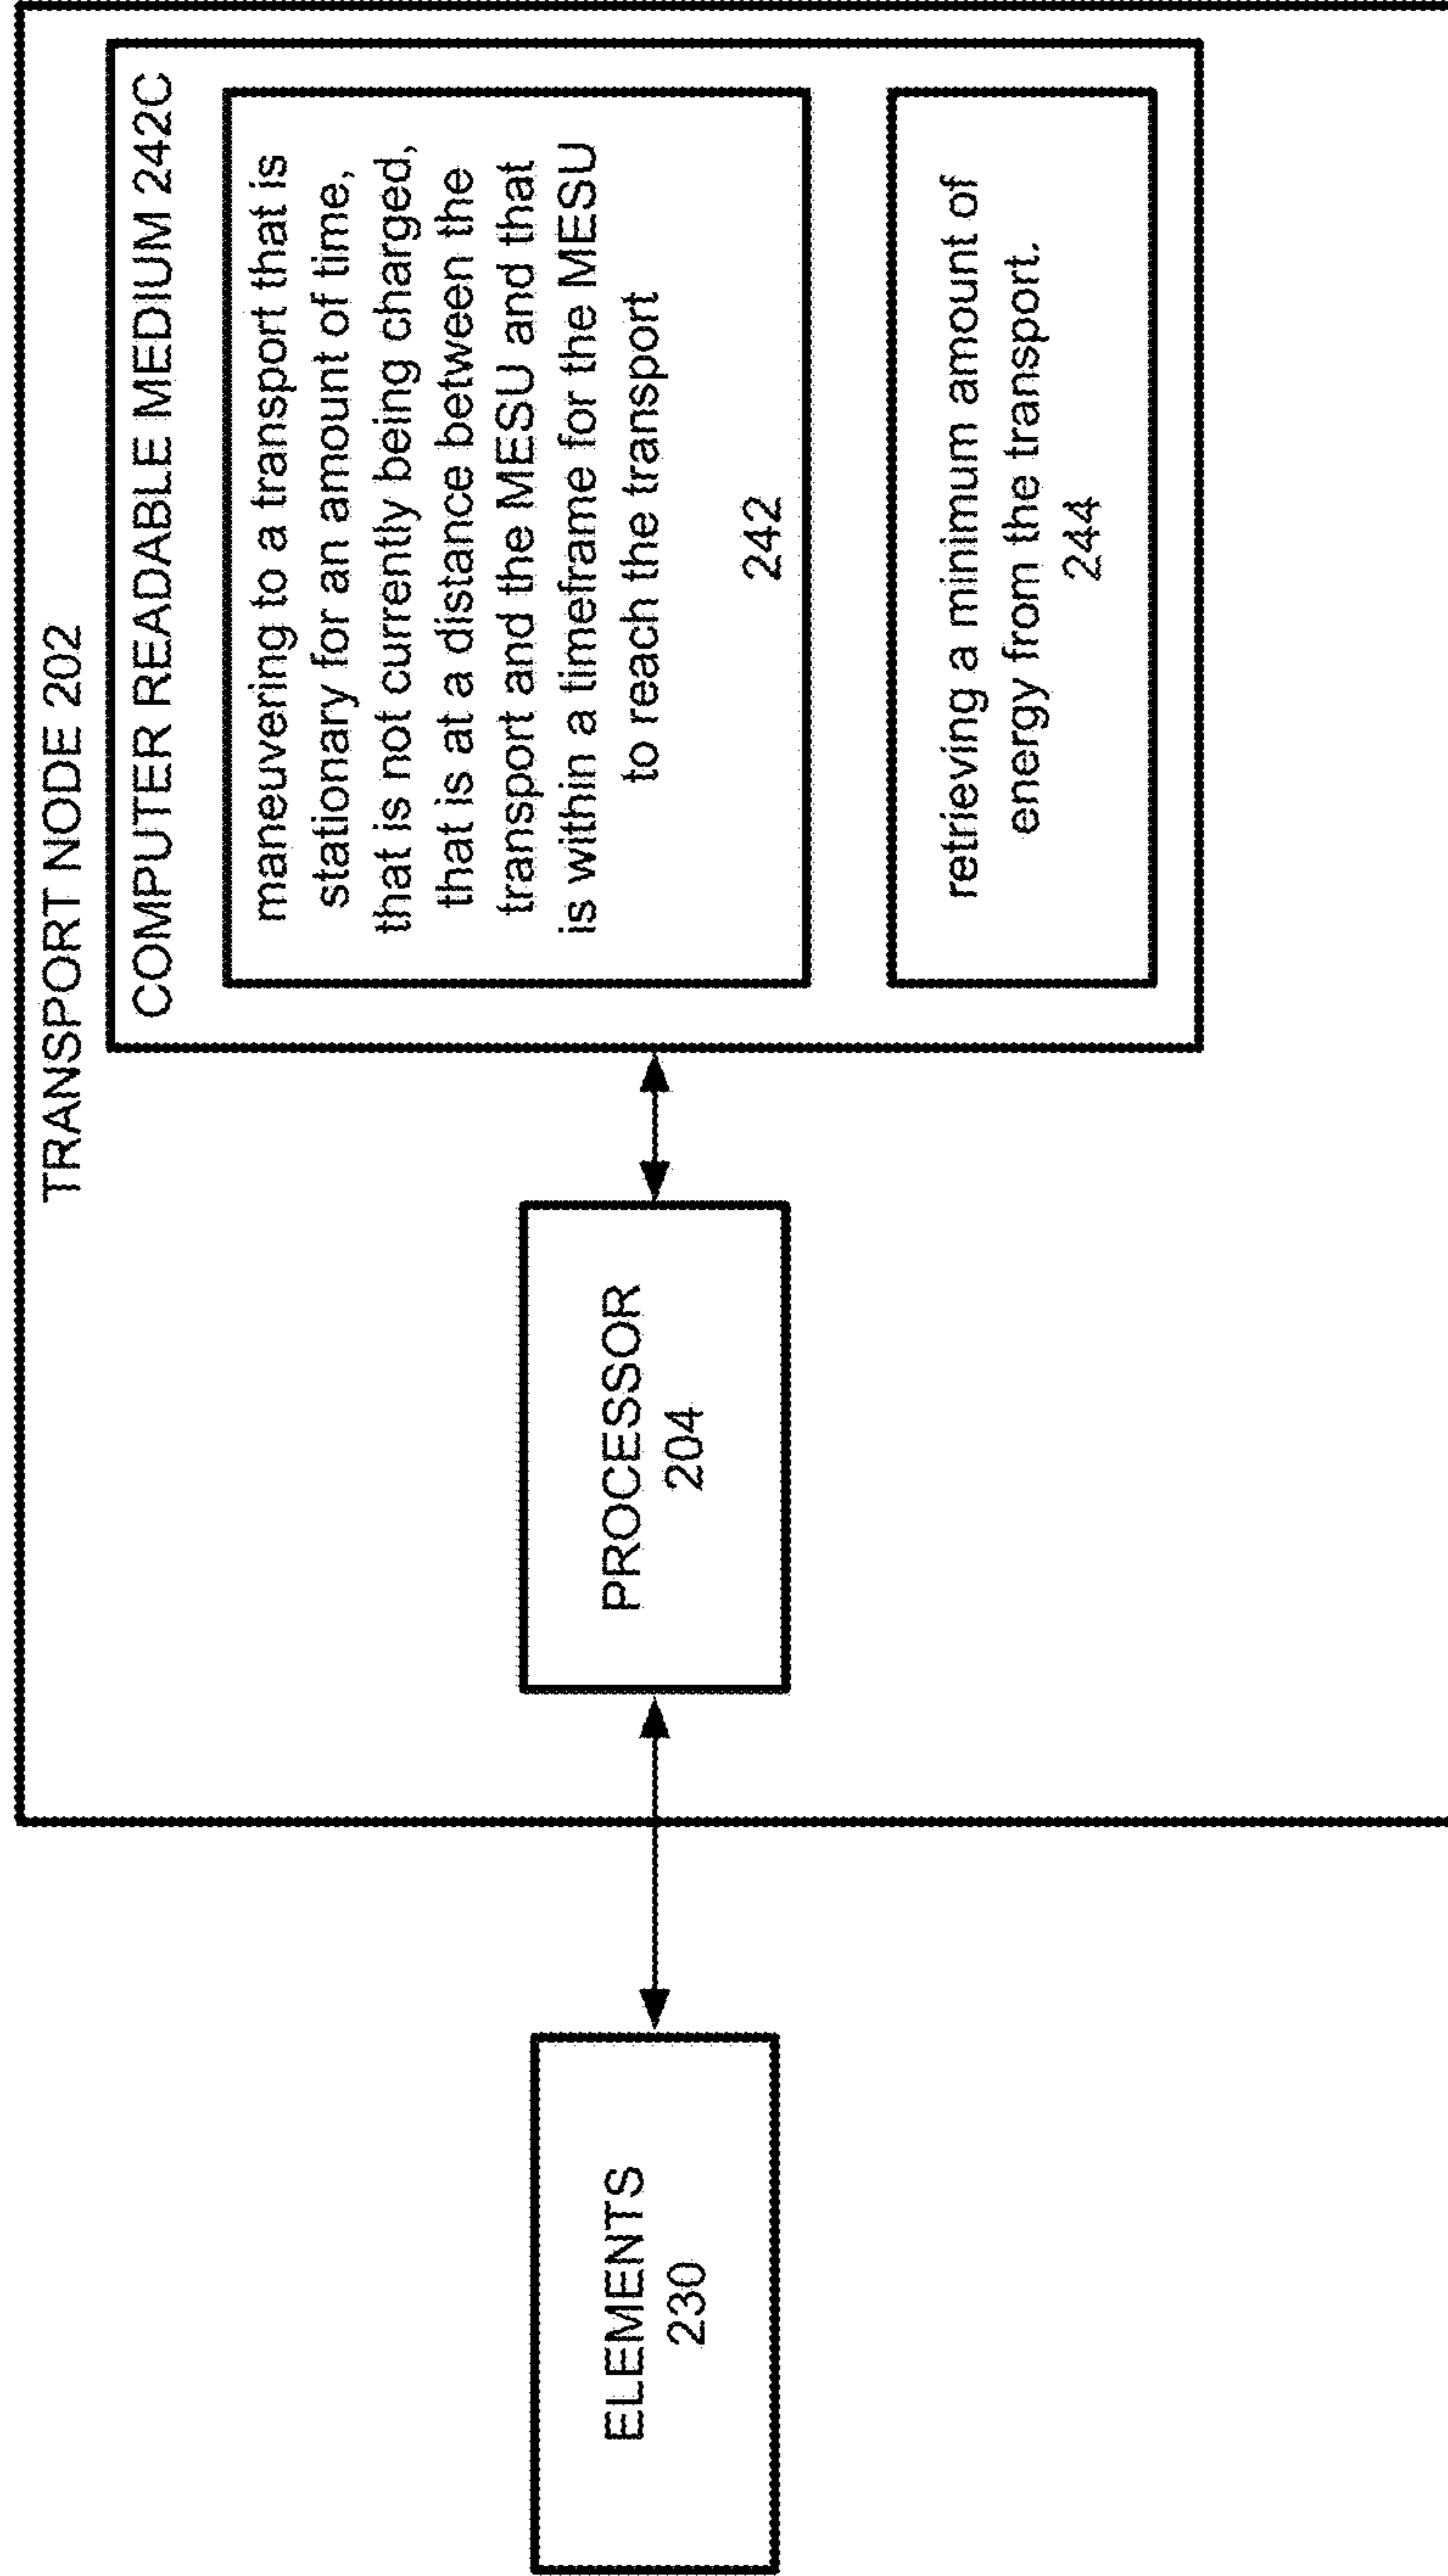 TRANSPORT NODE 202
COMPUTER READABLE MEDIUM 242C
maneuvering to a transport that is
stationary for an amount of time,
that is not currently being charged,
that is at a distance between the
transport and the MESU and that
is within a timeframe for the MESU
to reach the transport
242
retrieving a minimum amount of
energy from the transport.
244
PROCESSOR
204
ELEMENTS
230